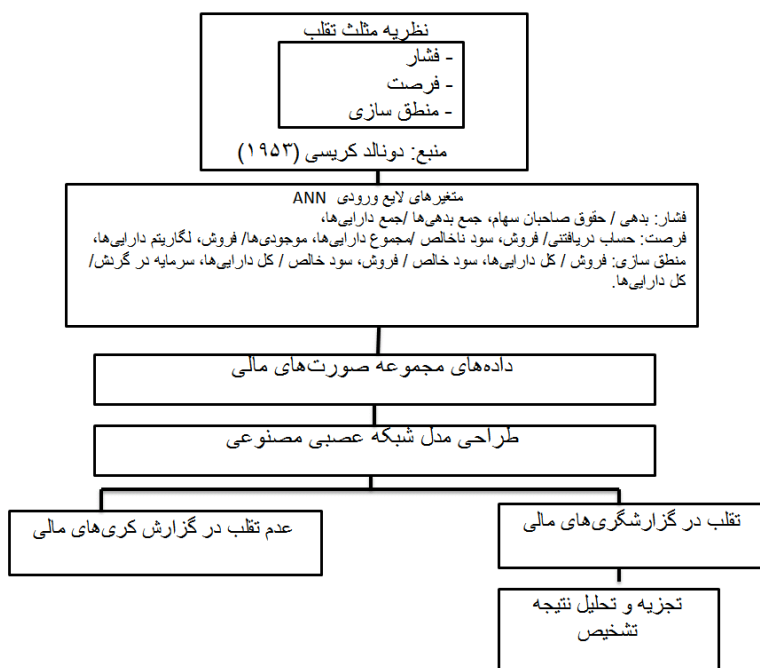 نظریه مثلث تقلب
- فشار
- فرصت
- منطق سازی
منبع: دونالد کریسی (۱۹۵۳)
متغیرهای لایع ورودی ANN
فشار: بدهی / حقوق صاحبان سهام، جمع بدهی‌ها /جمع دارایی‌ها،
فرصت: حساب دریافتنی/ فروش، سود ناخالص /مجموع دارایی‌ها، موجودی‌ها/ فروش، لگاریتم دارایی‌ها،
منطق سازی: فروش / کل دارایی‌ها، سود خالص / فروش، سود خالص / کل دارایی‌ها، سرمایه در گردش/
کل دارایی‌ها.
داده‌های مجموعه صورت‌های مالی
طراحی مدل شبکه عصبی مصنوعی
تقلب در گزارشگری‌های مالی
عدم تقلب در گزارش کری‌های مالی
تجزیه و تحلیل نتیجه
تشخیص